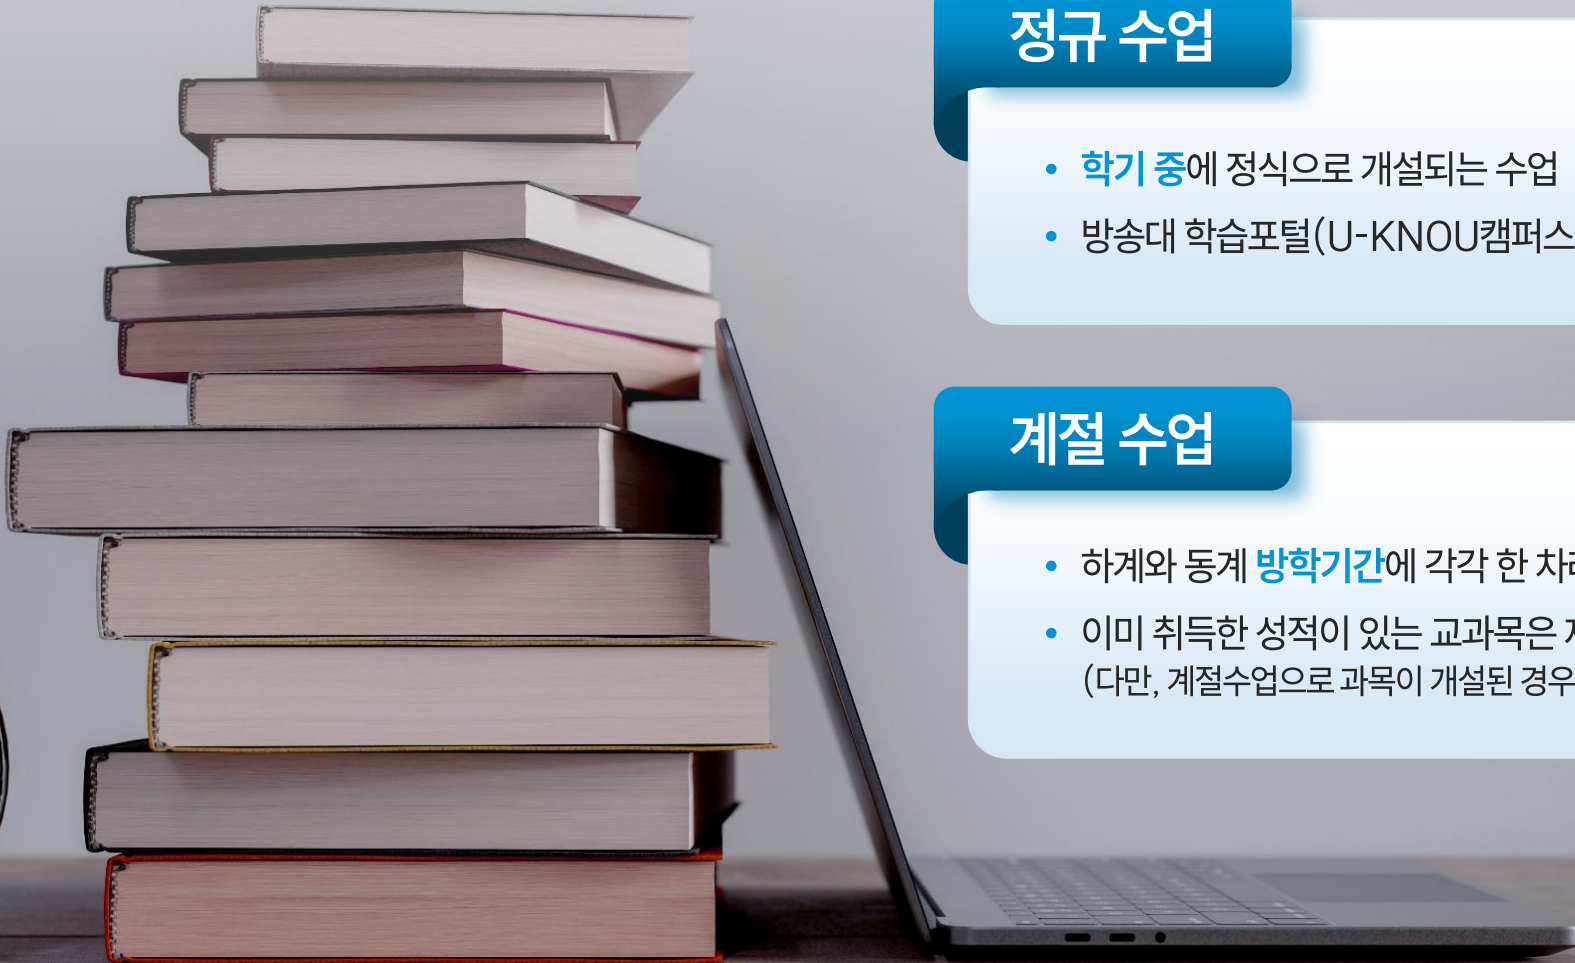 정규 수업
• 학기 중에 정식으로 개설되는 수업
• 방송대 학습포털(U-KNOU캠퍼스
계절 수업
• 하계와 동계 방학기간에 각각 한
• 이미 취득한 성적이 있는 교과목은
(다만, 계절수업으로 과목이 개설된 경우